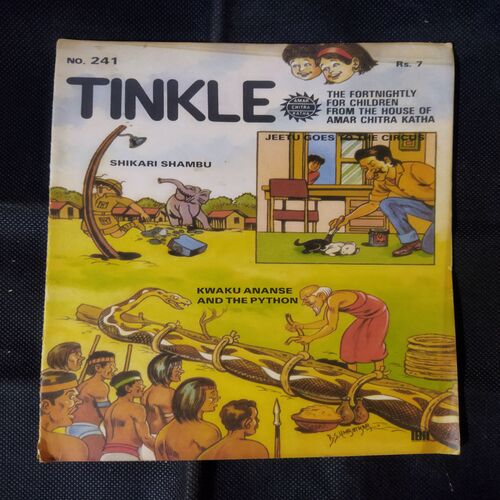 NO. 241
Rs. 7
TINKLE
AMAR
CHITRA
KATHA
THE FORTNIGHTLY
FOR CHILDREN
FROM THE HOUSE OF
AMAR CHITRA KATHA
JEETU GOES TO THE CIRCUS
SHIKARI SHAMBU
KWAKU ANANSE
AND THE PYTHON
IBH